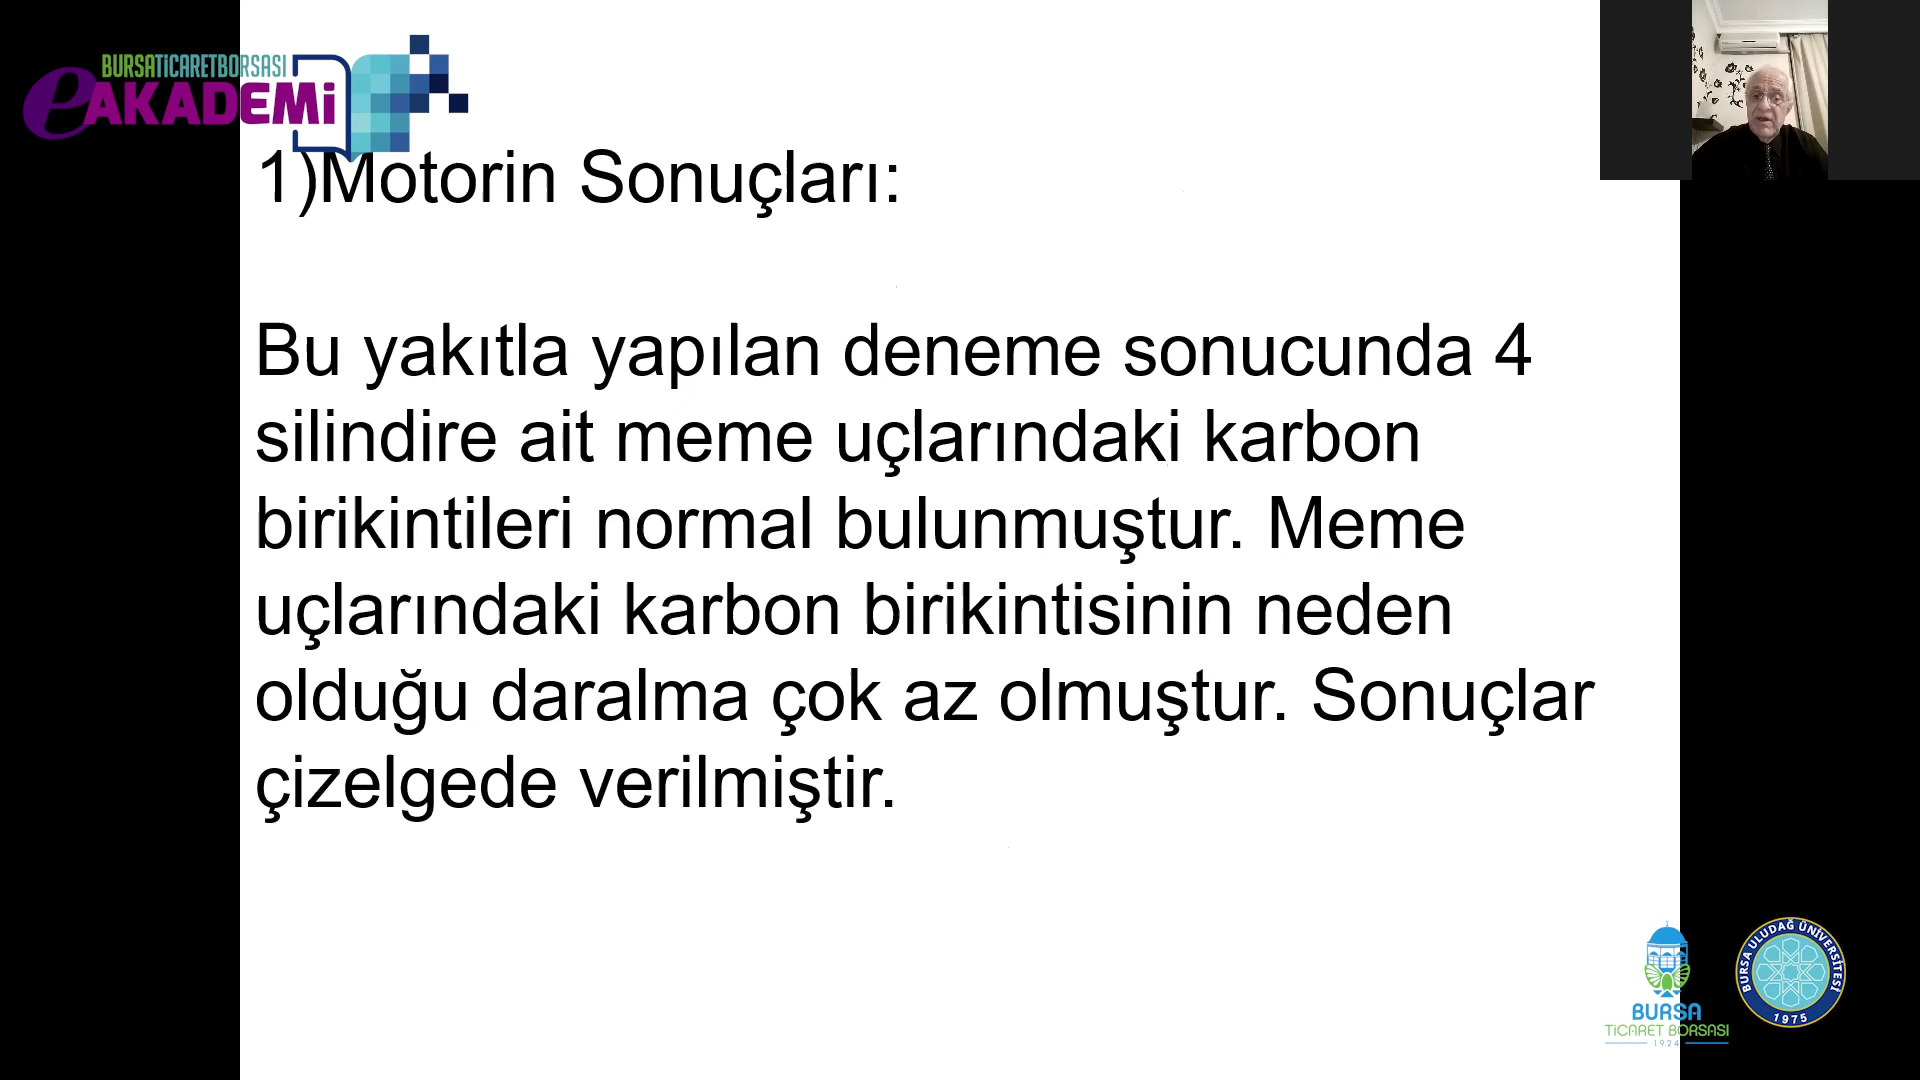 BURSATİCARETBORSASI
eAKADEMİ
1)Motorin Sonuçları:
Bu yakıtla yapılan deneme sonucunda 4
silindire ait meme uçlarındaki karbon
birikintileri normal bulunmuştur. Meme
uçlarındaki karbon birikintisinin neden
olduğu daralma çok az olmuştur. Sonuçlar
çizelgede verilmiştir.
BURSA
TİCARET BORSASI
1924
BURSA ULUDAĞ ÜNİVERSİTESİ
1975